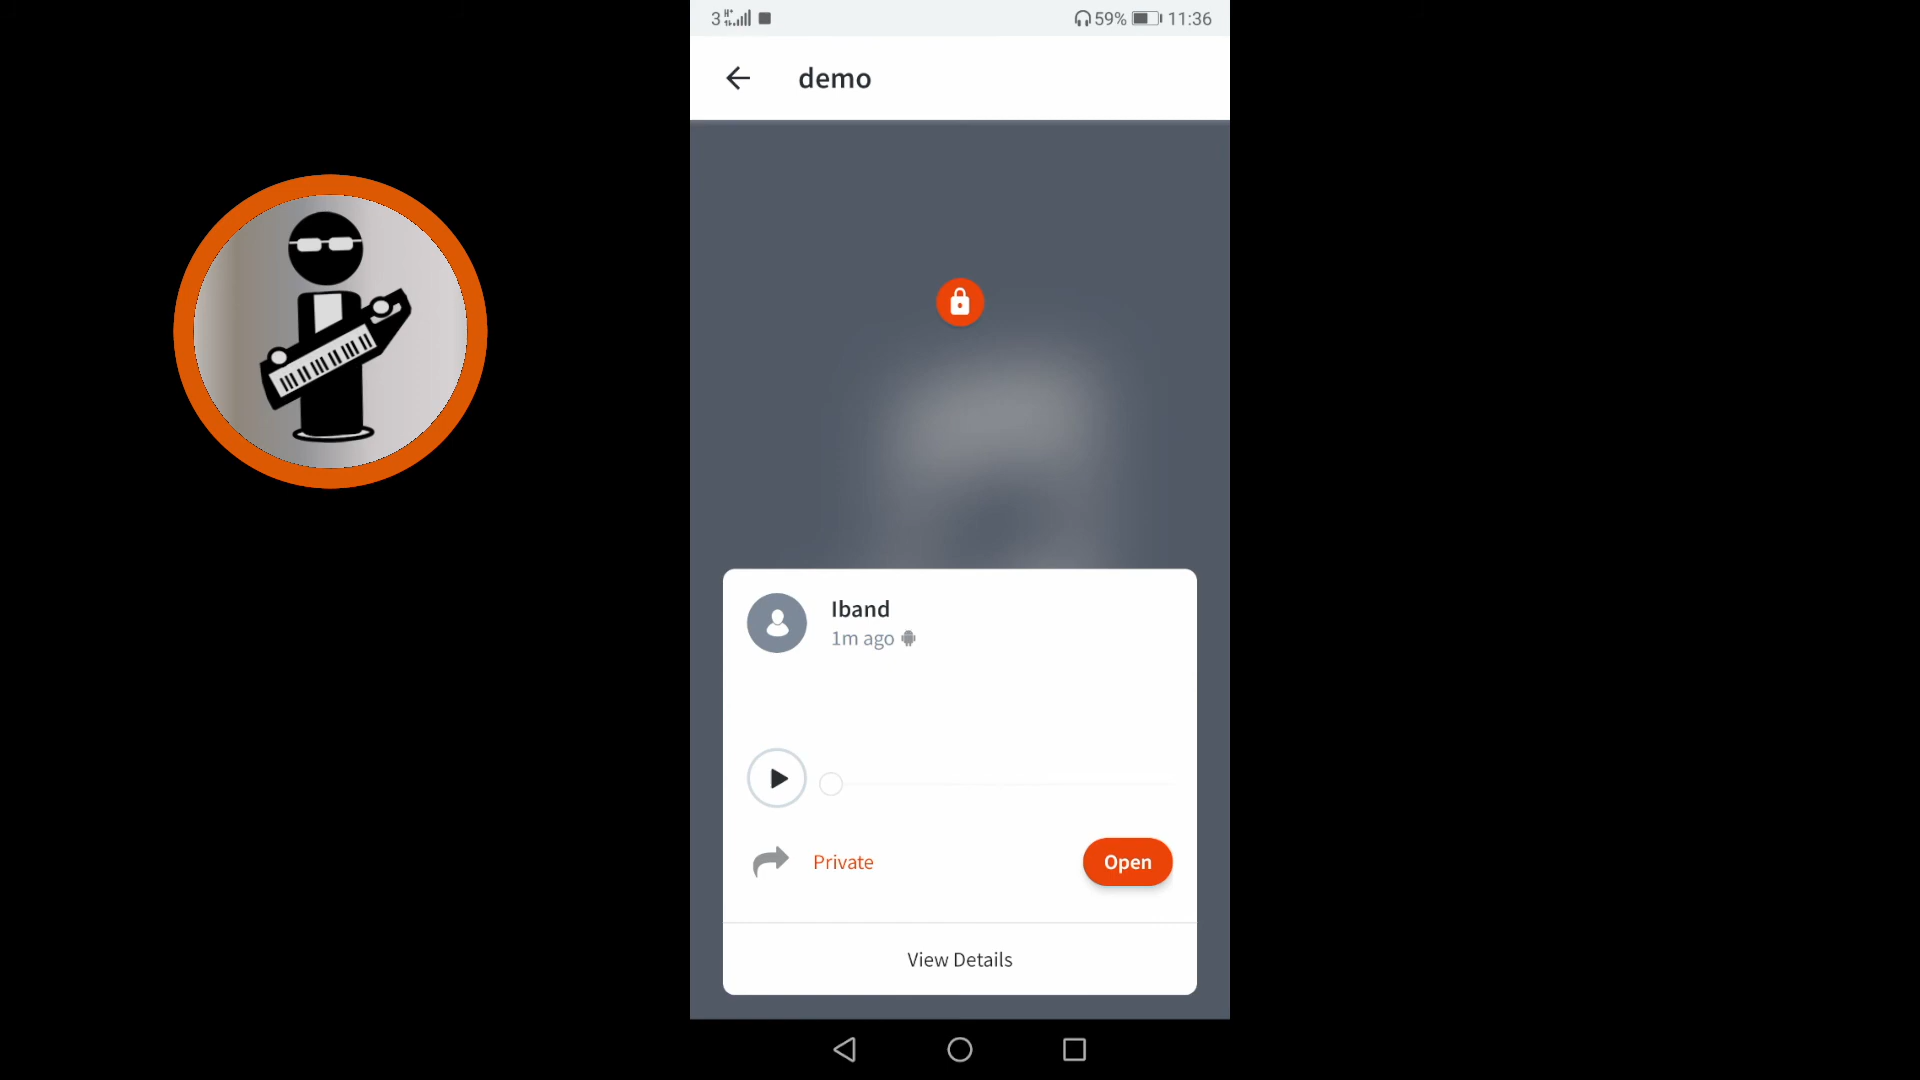 3 H+ 59% 11:36
demo
Iband
1m ago
Private Open
View Details